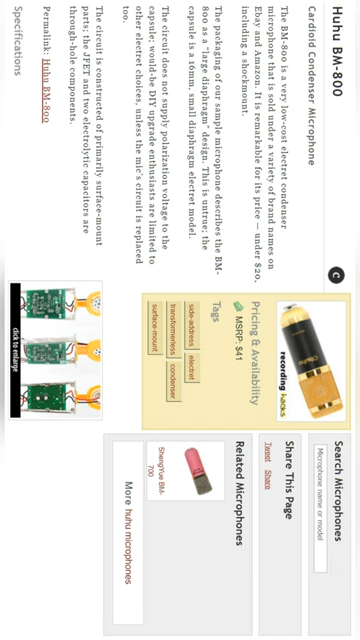 Huhu BM-800
Cardioid Condenser Microphone
The BM-800 is a very low-cost electret condenser
microphone that is sold under a variety of brand names on
Ebay and Amazon. It is remarkable for its price — under $20,
including a shockmount.
The packaging of our sample microphone describes the BM-
800 as a "large diaphragm" design. This is untrue; the
capsule is a 16mm, small diaphragm electret model.
The circuit does not supply polarization voltage to the
capsule; would-be DIY upgrade enthusiasts are limited to
other electret choices, unless the mic's circuit is replaced
too.
The circuit is constructed of primarily surface-mount
parts; the JFET and two electrolytic capacitors are
through-hole components.
Permalink: Huhu BM-800
Specifications
C
recording hacks
Pricing & Availability
MSRP: $41
Tags
side-address electret
transformerless condenser
surface-mount
click to enlarge
Search Microphones
Microphone name or model
Share This Page
Tweet Share
Related Microphones
ShengYue BM-
700
More huhu microphones